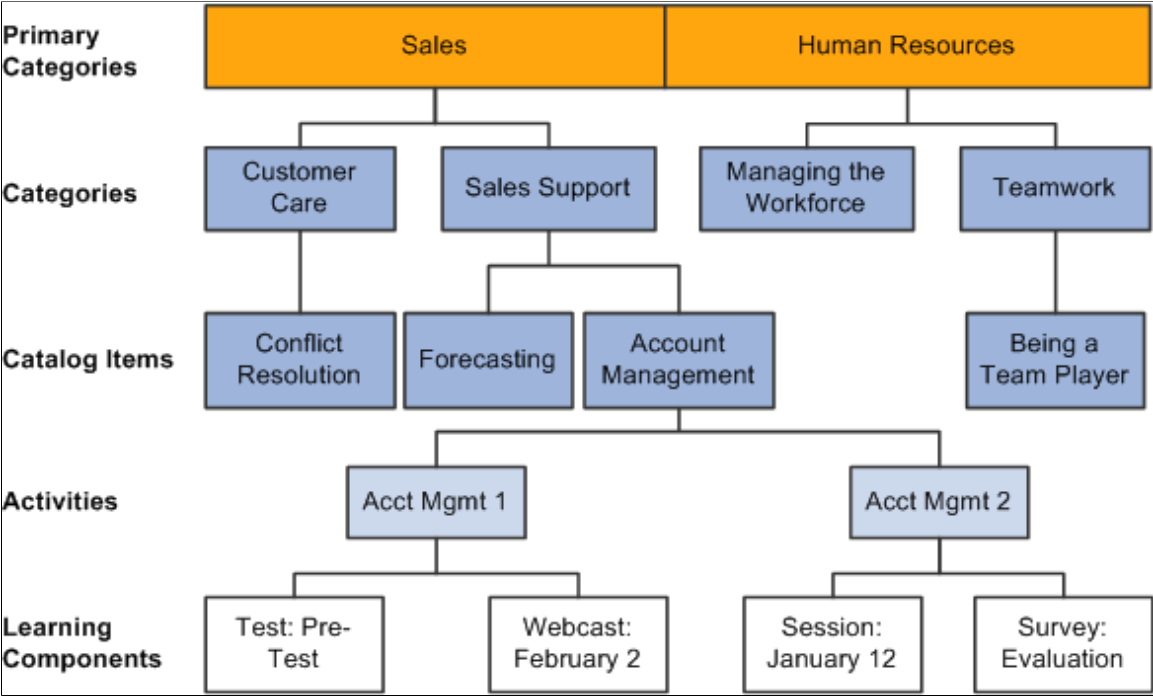 Primary
Categories
Sales
Human Resources
Categories
Customer
Care
Sales Support
Managing the
Workforce
Teamwork
Catalog Items
Conflict
Resolution
Forecasting
Account
Management
Being a
Team Player
Activities
Acct Mgmt 1
Acct Mgmt 2
Learning
Components
Test: Pre-
Test
Webcast:
February 2
Session:
January 12
Survey:
Evaluation